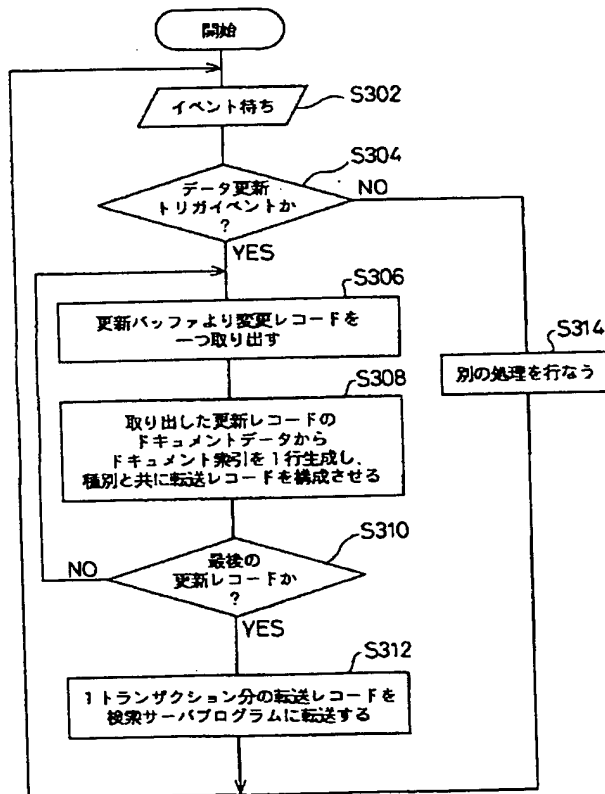 開始
イベント待ち
S302
S304
データ更新
トリガイベントか
?
NO
YES
S306
更新バッファより変更レコードを
一つ取り出す
S314
別の処理を行なう
S308
取り出した更新レコードの
ドキュメントデータから
ドキュメント索引を1行生成し、
種別と共に転送レコードを構成させる
S310
最後の
更新レコードか
?
NO
YES
S312
1トランザクション分の転送レコードを
検索サーバプログラムに転送する